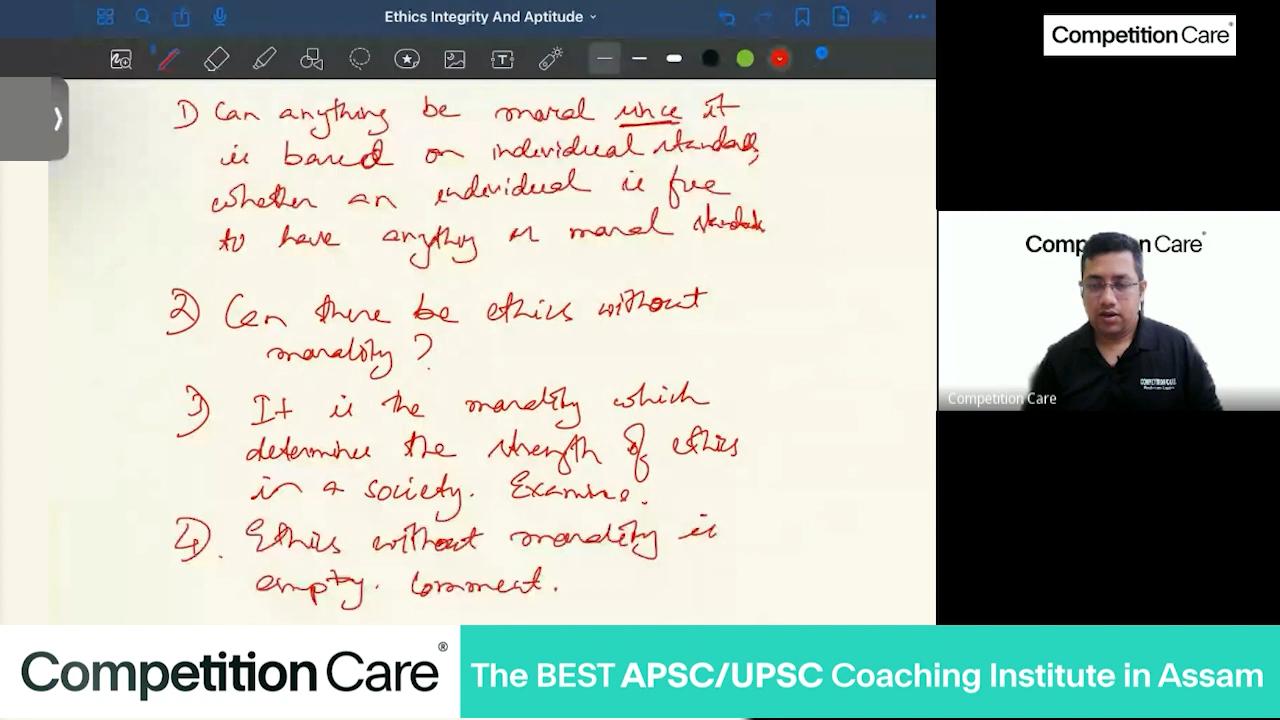 Ethics Integrity And Aptitude
Competition Care
1) Can anything be moral since it
is based on individual standards,
whether an individual is free
to have anything as moral standards
2) Can there be ethics without
morality?
3) It is the morality which
determines the strength of ethics
in a society. Examine.
4). Ethics without morality is
empty. Comment.
Competition Care
COMPETITION CARE
Competition Care
Competition Care®
The BEST APSC/UPSC Coaching Institute in Assam